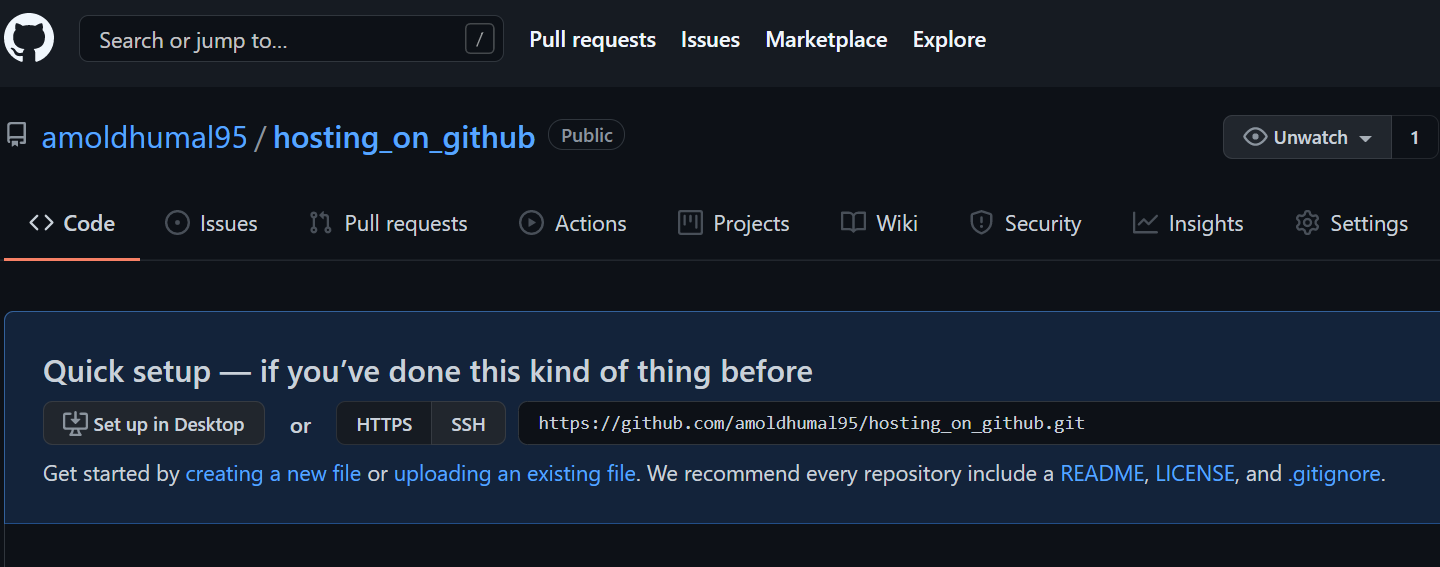 Search or jump to... / Pull requests Issues Marketplace Explore
amoldhumal95 / hosting_on_github Public Unwatch 1
Code Issues Pull requests Actions Projects Wiki Security Insights Settings
Quick setup — if you’ve done this kind of thing before
Set up in Desktop or HTTPS SSH https://github.com/amoldhumal95/hosting_on_github.git
Get started by creating a new file or uploading an existing file. We recommend every repository include a README, LICENSE, and .gitignore.